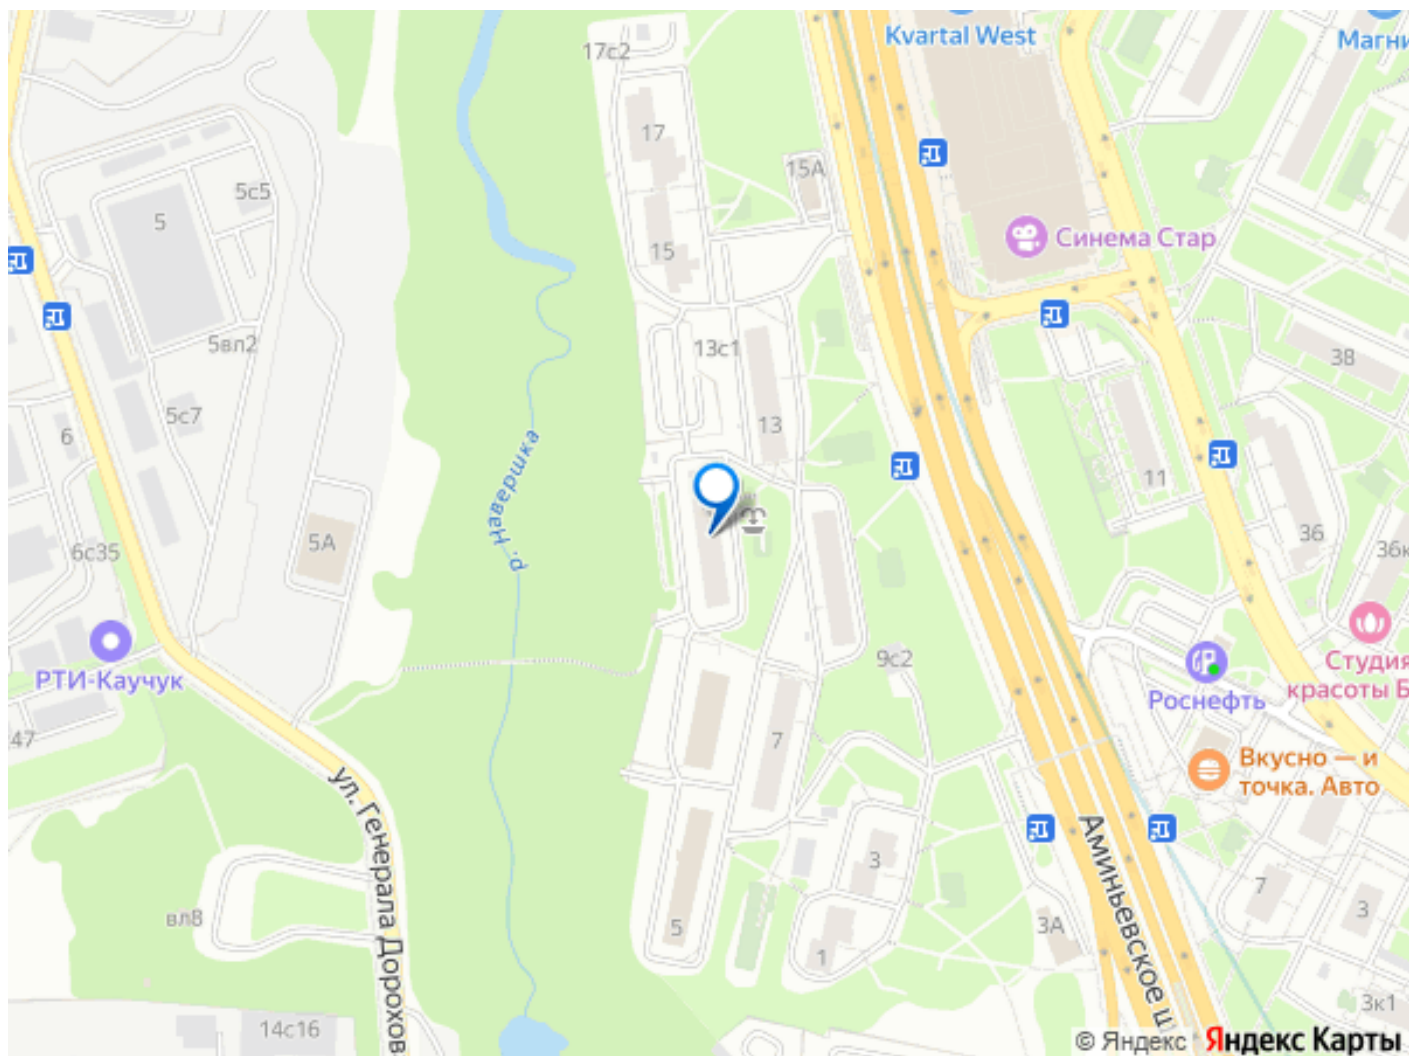 17с2
Kvartal West
Магни
17
15А
5с5
5
Синема Стар
15
5вл2
13с1
38
5с7
13
6
р. Навершка
11
5А
36
6с35
36к
9с2
Студия
красоты Б
РТИ-Каучук
Роснефть
47
7
Вкусно — и
точка. Авто
ул. Генерала Дорохов
Аминьевское ш
3
7
вл8
5
3А
3
1
3к1
14с16
© Яндекс Яндекс Карты